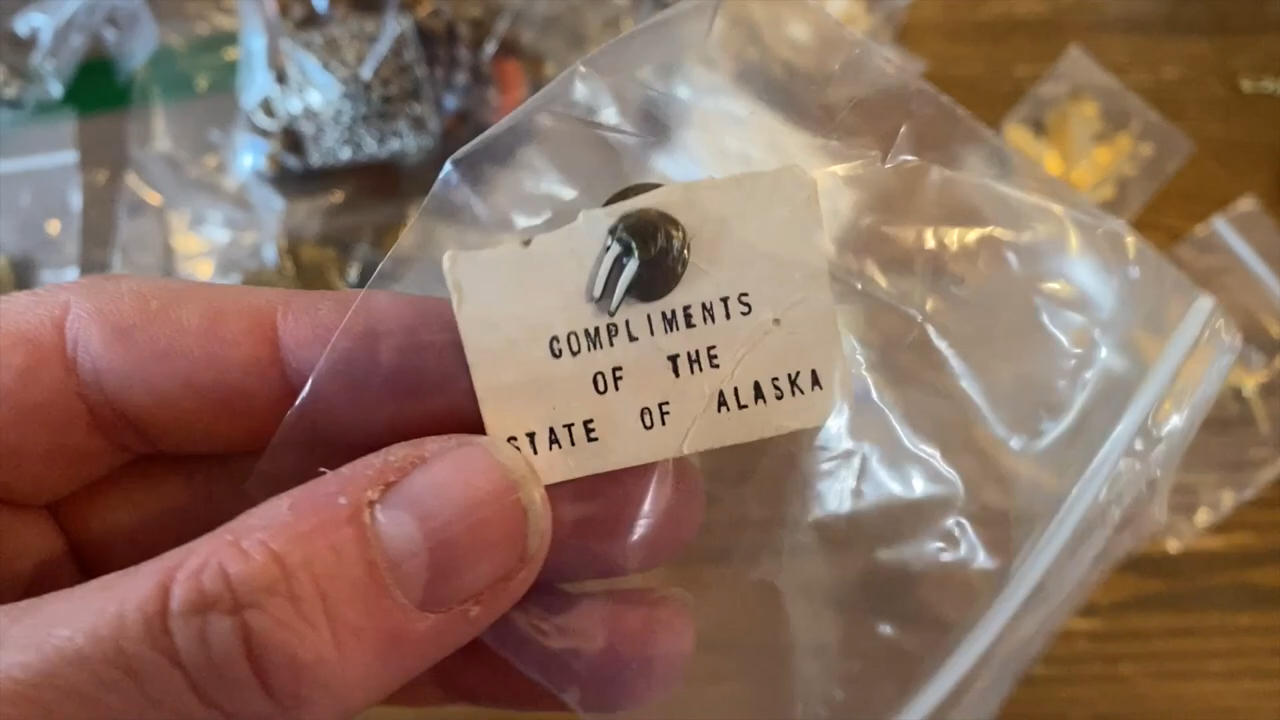 COMPLIMENTS
OF THE
STATE OF ALASKA